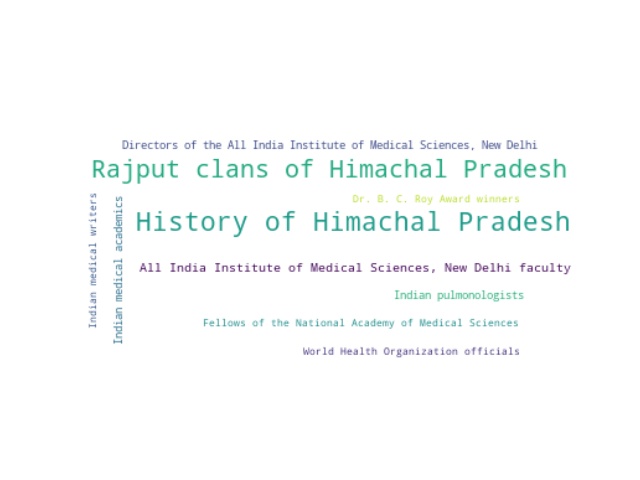 Directors of the All India Institute of Medical Sciences, New Delhi
Rajput clans of Himachal Pradesh
Dr. B. C. Roy Award winners
History of Himachal Pradesh
All India Institute of Medical Sciences, New Delhi faculty
Indian pulmonologists
Fellows of the National Academy of Medical Sciences
World Health Organization officials
Indian medical writers
Indian medical academics